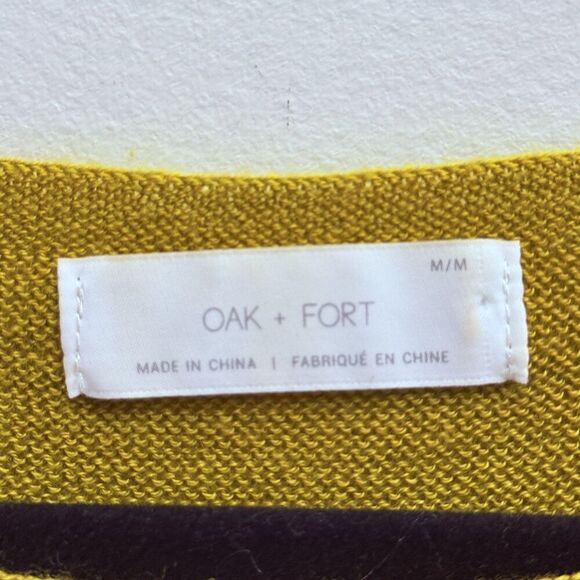 M/M
OAK + FORT
MADE IN CHINA | FABRIQUÉ EN CHINE